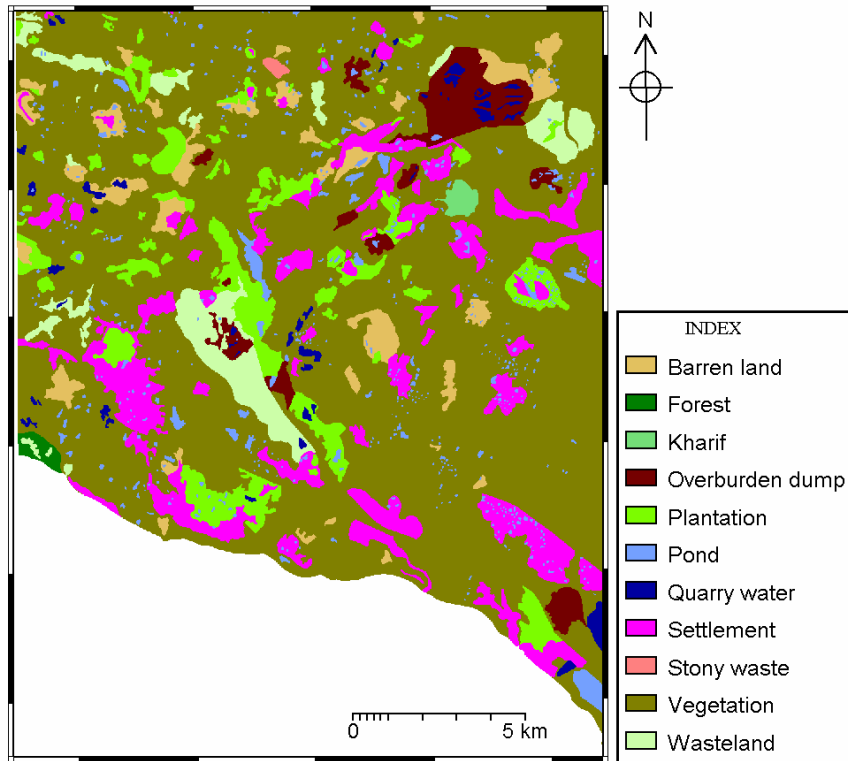 N
INDEX
Barren land
Forest
Kharif
Overburden dump
Plantation
Pond
Quarry water
Settlement
Stony waste
Vegetation
Wasteland
0 5 km